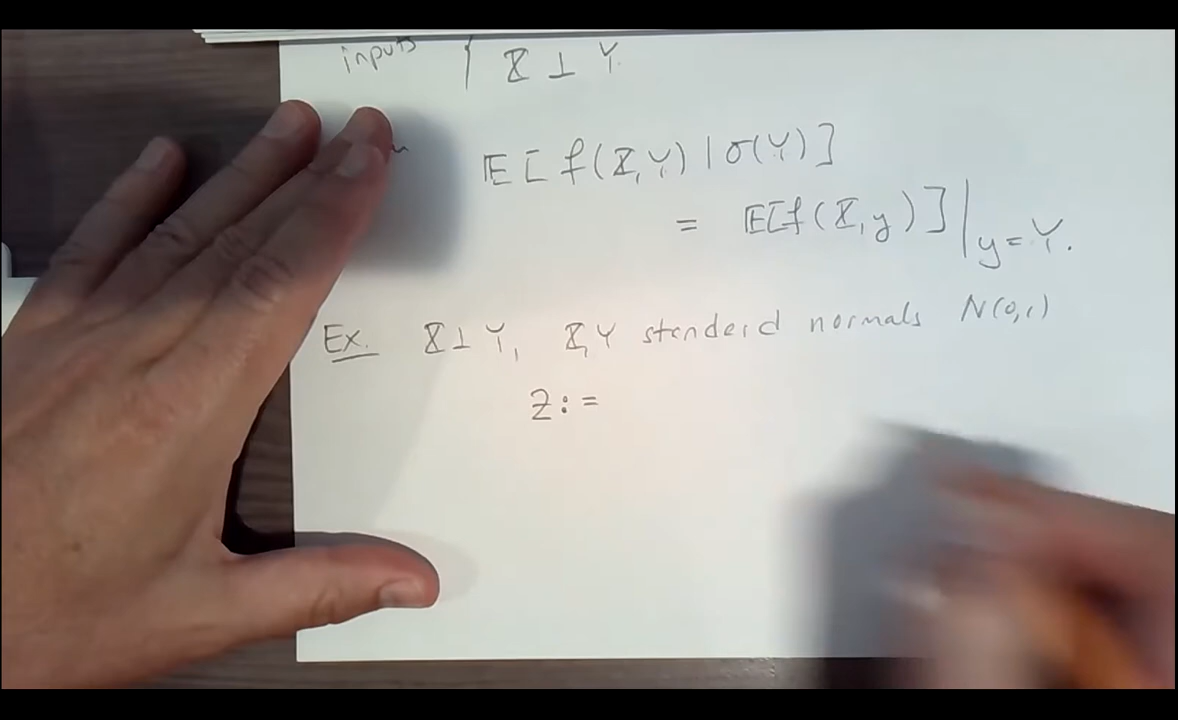 inputs { X ⊥ Y
E[f(X,Y) | σ(Y)]
= E[f(X,y)]|y=Y.
Ex. X ⊥ Y, X,Y standard normals N(0,1)
Z :=